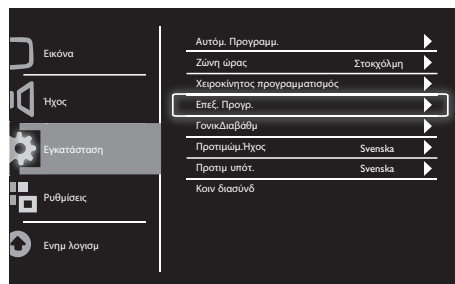 Εικόνα
Ήχος
Εγκατάσταση
Ρυθμίσεις
Ενημ λογισμ
Αυτόμ. Προγραμμ.
Ζώνη ώρας Στοκχόλμη
Χειροκίνητος προγραμματισμός
Επεξ. Προγρ.
ΓονικΔιαβάθμ
Προτιμώμ.Ήχος Svenska
Προτιμ υπότ. Svenska
Κοιν διασύνδ